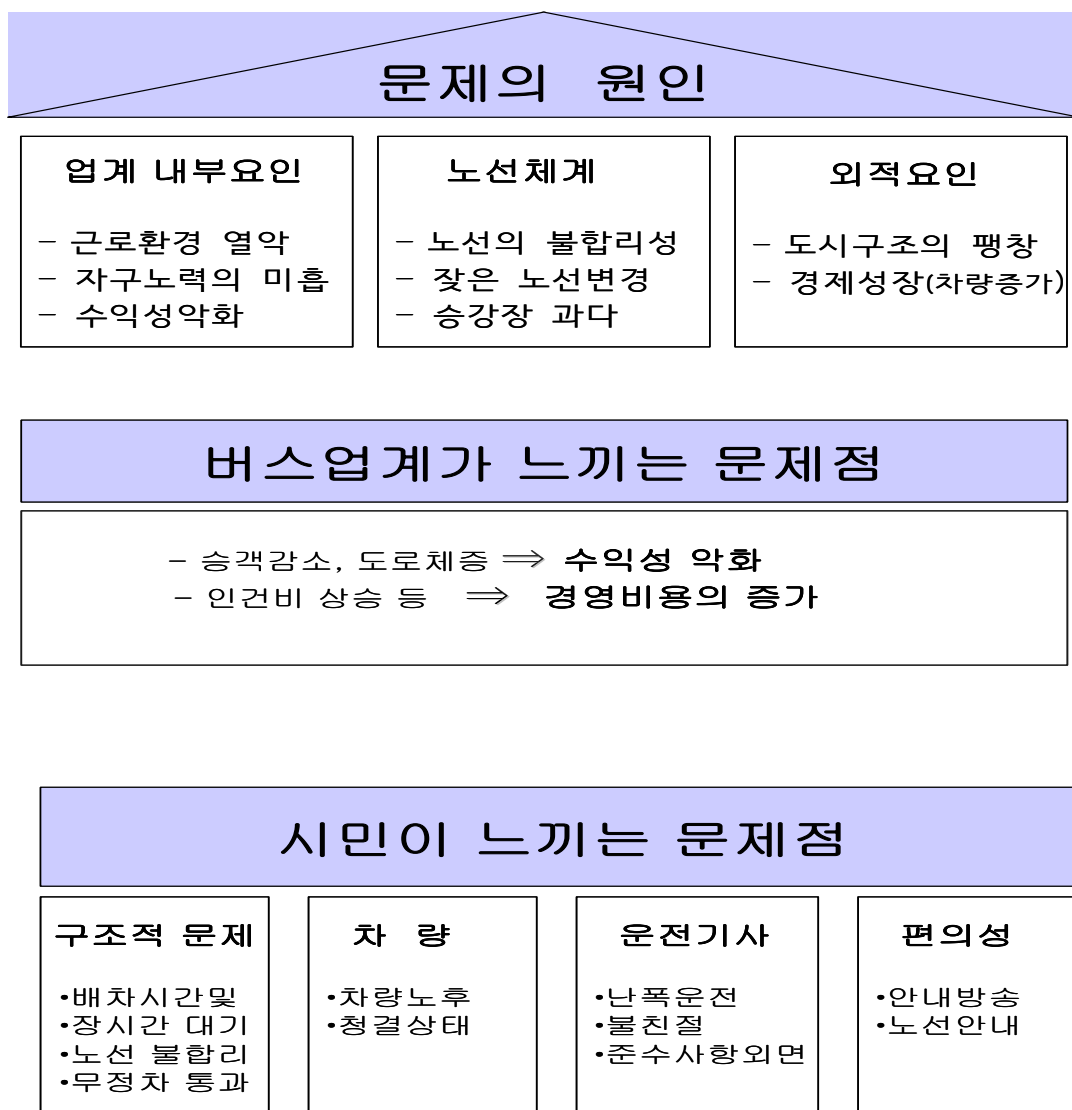 문제의 원인
업계 내부요인
- 근로환경 열악
- 자구노력의 미흡
- 수익성악화
노선체계
- 노선의 불합리성
- 잦은 노선변경
- 승강장 과다
외적요인
- 도시구조의 팽창
- 경제성장(차량증가)
버스업계가 느끼는 문제점
- 승객감소, 도로체증 ⇒ 수익성 악화
- 인건비 상승 등 ⇒ 경영비용의 증가
시민이 느끼는 문제점
구조적 문제
•배차시간및
•장시간 대기
•노선 불합리
•무정차 통과
차 량
•차량노후
•청결상태
운전기사
•난폭운전
•불친절
•준수사항외면
편의성
•안내방송
•노선안내